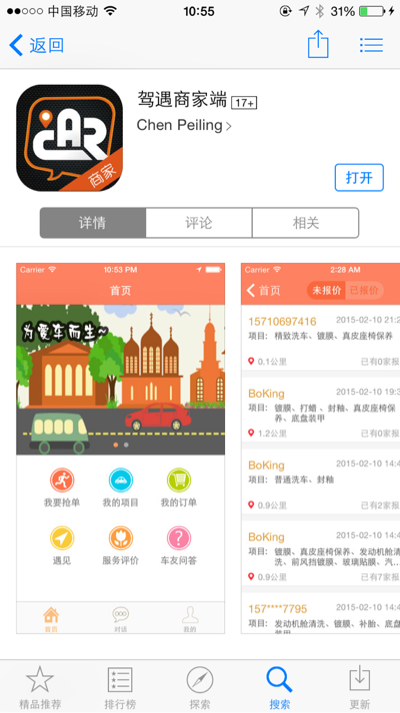 中国移动 10:55 31%
返回
CAR
商家
驾遇商家端 17+
Chen Peiling
打开
详情 评论 相关
Carrier 10:53 PM
首页
为爱车而生~
我要抢单 我的项目 我的订单
遇见 服务评价 车友问答
首页 对话 我的
Carrier 2:28 AM
首页 未报价 已报价
15710697416 2015-02-10 21:2
项目: 精致洗车、镀膜、真皮座椅保养
0.1公里 已有0家报
BoKing 2015-02-10 14:4
项目: 镀膜、打蜡 、封釉、真皮座椅保
养、底盘装甲
1.2公里 已有0家报
BoKing 2015-02-10 14:4
项目: 普通洗车、封釉
0.9公里 已有2家报
BoKing 2015-02-10 14:4
项目: 镀膜、真皮座椅保养、发动机舱清
洗、前风挡镀膜、玻璃贴膜、汽...
0.9公里 已有7家报
157****7795 2015-02-10 14:4
项目: 发动机舱清洗、镀膜、补胎、底盘
装甲
精品推荐 排行榜 探索 搜索 更新